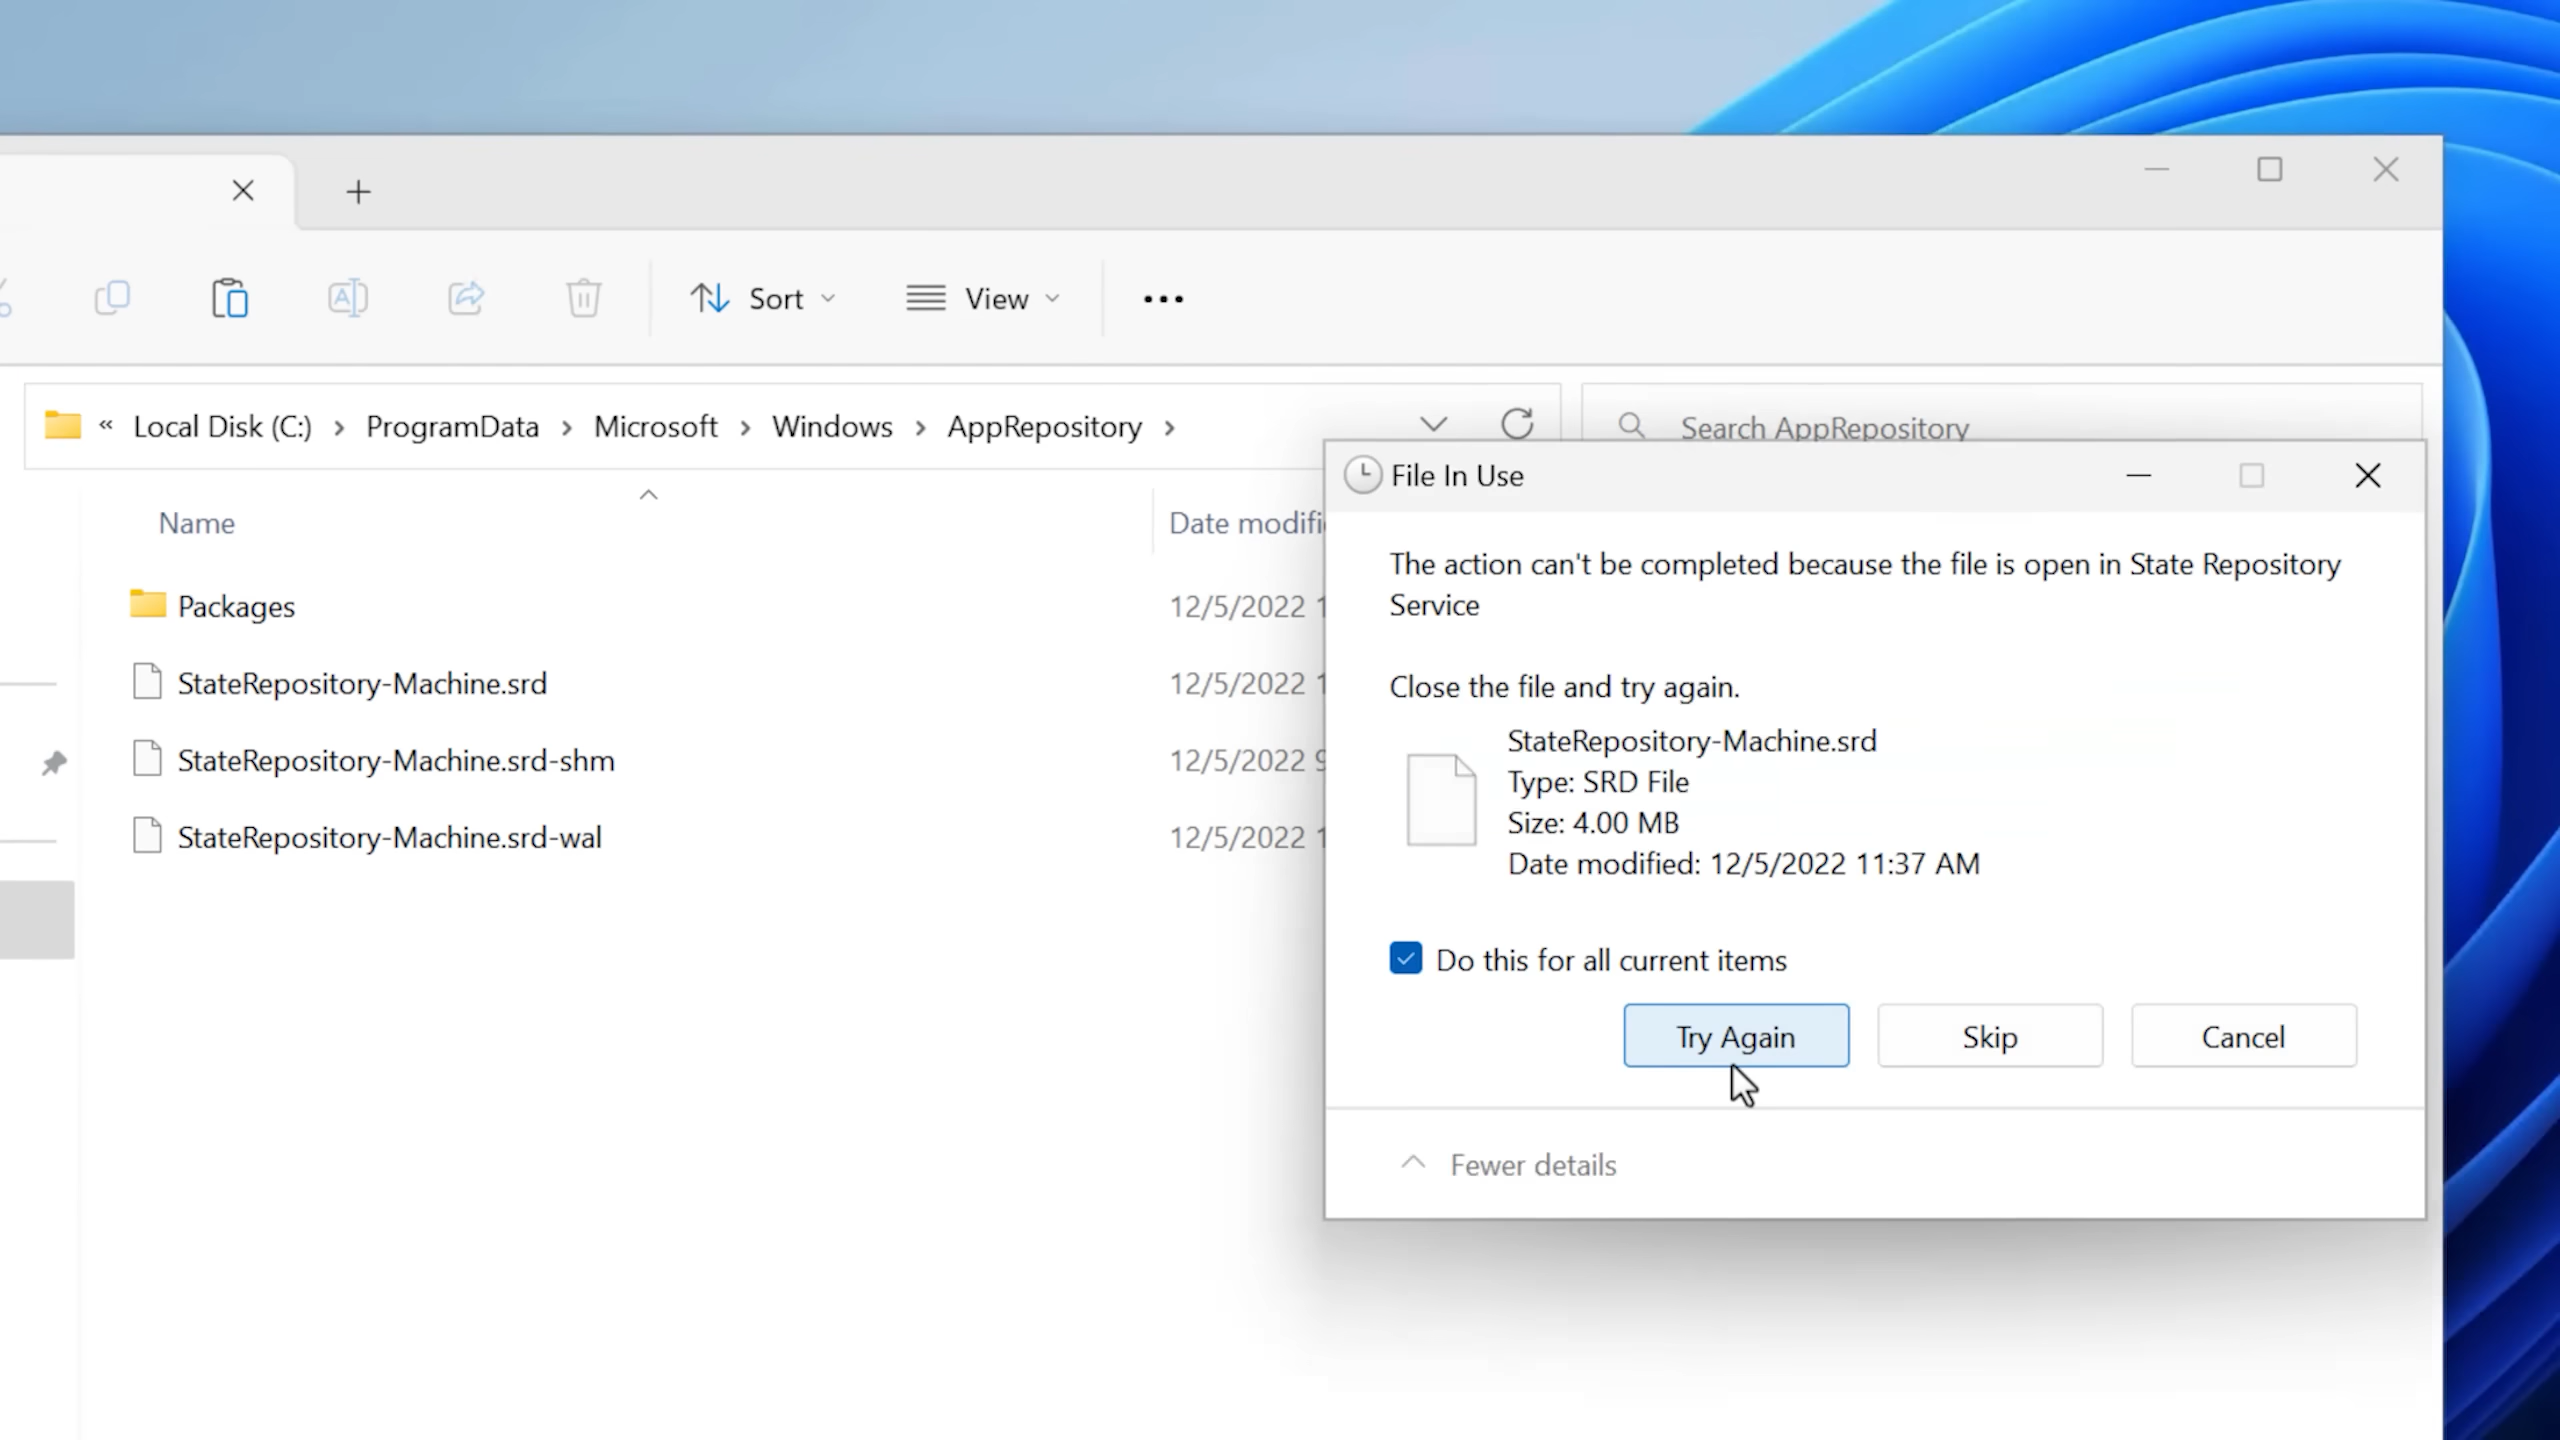 Sort
View
« Local Disk (C:) › ProgramData › Microsoft › Windows › AppRepository ›
Search AppRepository
Name
Date modifi
Packages
12/5/2022 1
StateRepository-Machine.srd
12/5/2022 1
StateRepository-Machine.srd-shm
12/5/2022 9
StateRepository-Machine.srd-wal
12/5/2022 1
File In Use
The action can't be completed because the file is open in State Repository
Service
Close the file and try again.
StateRepository-Machine.srd
Type: SRD File
Size: 4.00 MB
Date modified: 12/5/2022 11:37 AM
Do this for all current items
Try Again
Skip
Cancel
Fewer details